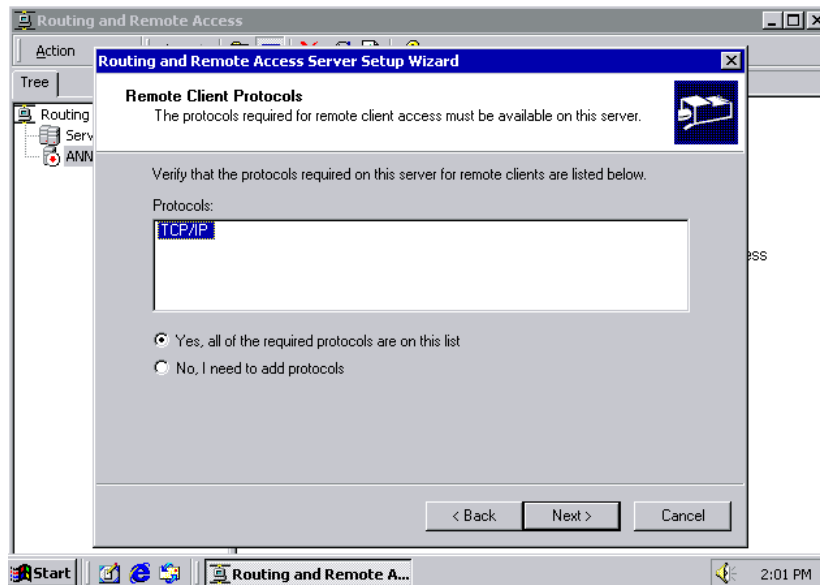 Routing and Remote Access
Action
Routing and Remote Access Server Setup Wizard
Tree
Remote Client Protocols
The protocols required for remote client access must be available on this server.
Routing
Serv
ANN
Verify that the protocols required on this server for remote clients are listed below.
Protocols:
TCP/IP
ess
Yes, all of the required protocols are on this list
No, I need to add protocols
< Back
Next >
Cancel
Start
Routing and Remote A...
2:01 PM